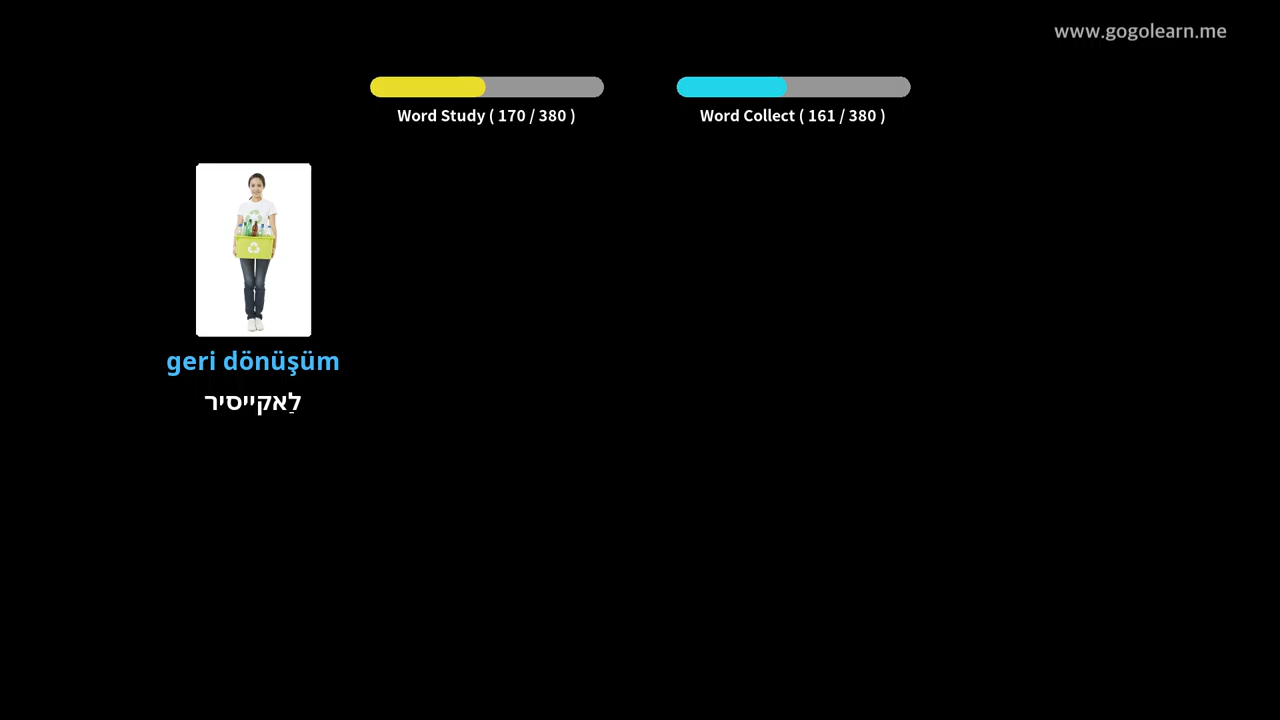 www.gogolearn.me
Word Study ( 170 / 380 )
Word Collect ( 161 / 380 )
geri dönüşüm
לַאקייסיר